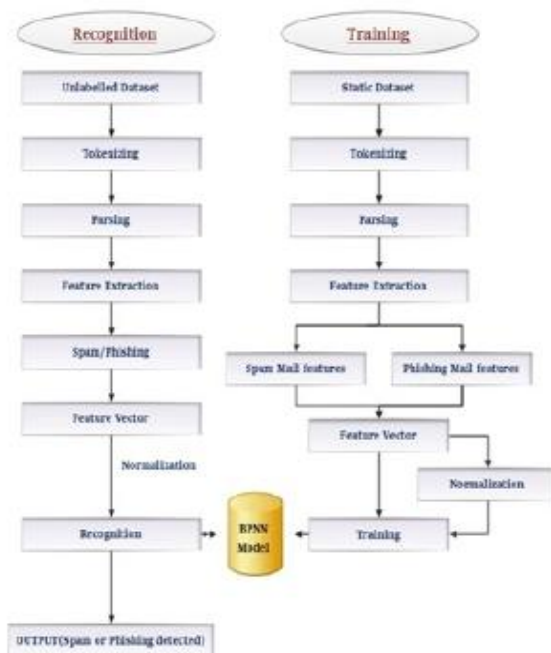 Recognition
Unlabelled Dataset
Tokenizing
Parsing
Feature Extraction
Spam/Phishing
Feature Vector
Normalization
Recognition
OUTPUT(Spam or Phishing detected)
BPNN
Model
Training
Static Dataset
Tokenizing
Parsing
Feature Extraction
Spam Mail features
Phishing Mail features
Feature Vector
Normalization
Training